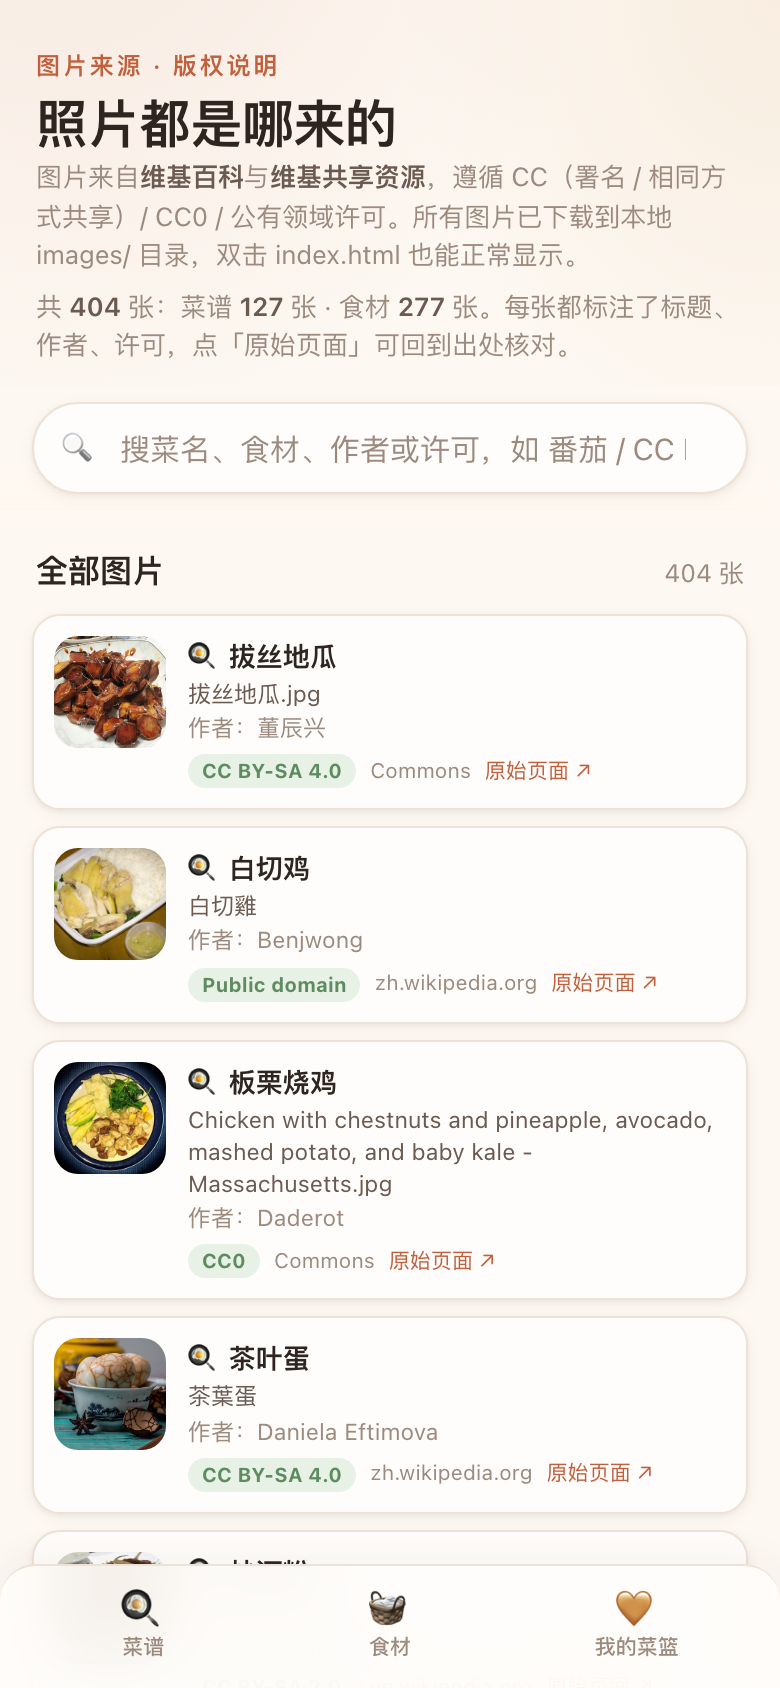 图片来源 · 版权说明
照片都是哪来的
图片来自维基百科与维基共享资源，遵循 CC（署名 / 相同方
式共享）/ CC0 / 公有领域许可。所有图片已下载到本地
images/ 目录，双击 index.html 也能正常显示。
共 404 张：菜谱 127 张 · 食材 277 张。每张都标注了标题、
作者、许可，点「原始页面」可回到出处核对。
搜菜名、食材、作者或许可，如 番茄 / CC
全部图片
404 张
拔丝地瓜
拔丝地瓜.jpg
作者：董辰兴
CC BY-SA 4.0 Commons 原始页面 ↗
白切鸡
白切雞
作者：Benjwong
Public domain zh.wikipedia.org 原始页面 ↗
板栗烧鸡
Chicken with chestnuts and pineapple, avocado,
mashed potato, and baby kale -
Massachusetts.jpg
作者：Daderot
CC0 Commons 原始页面 ↗
茶叶蛋
茶葉蛋
作者：Daniela Eftimova
CC BY-SA 4.0 zh.wikipedia.org 原始页面 ↗
菜谱
食材
我的菜篮